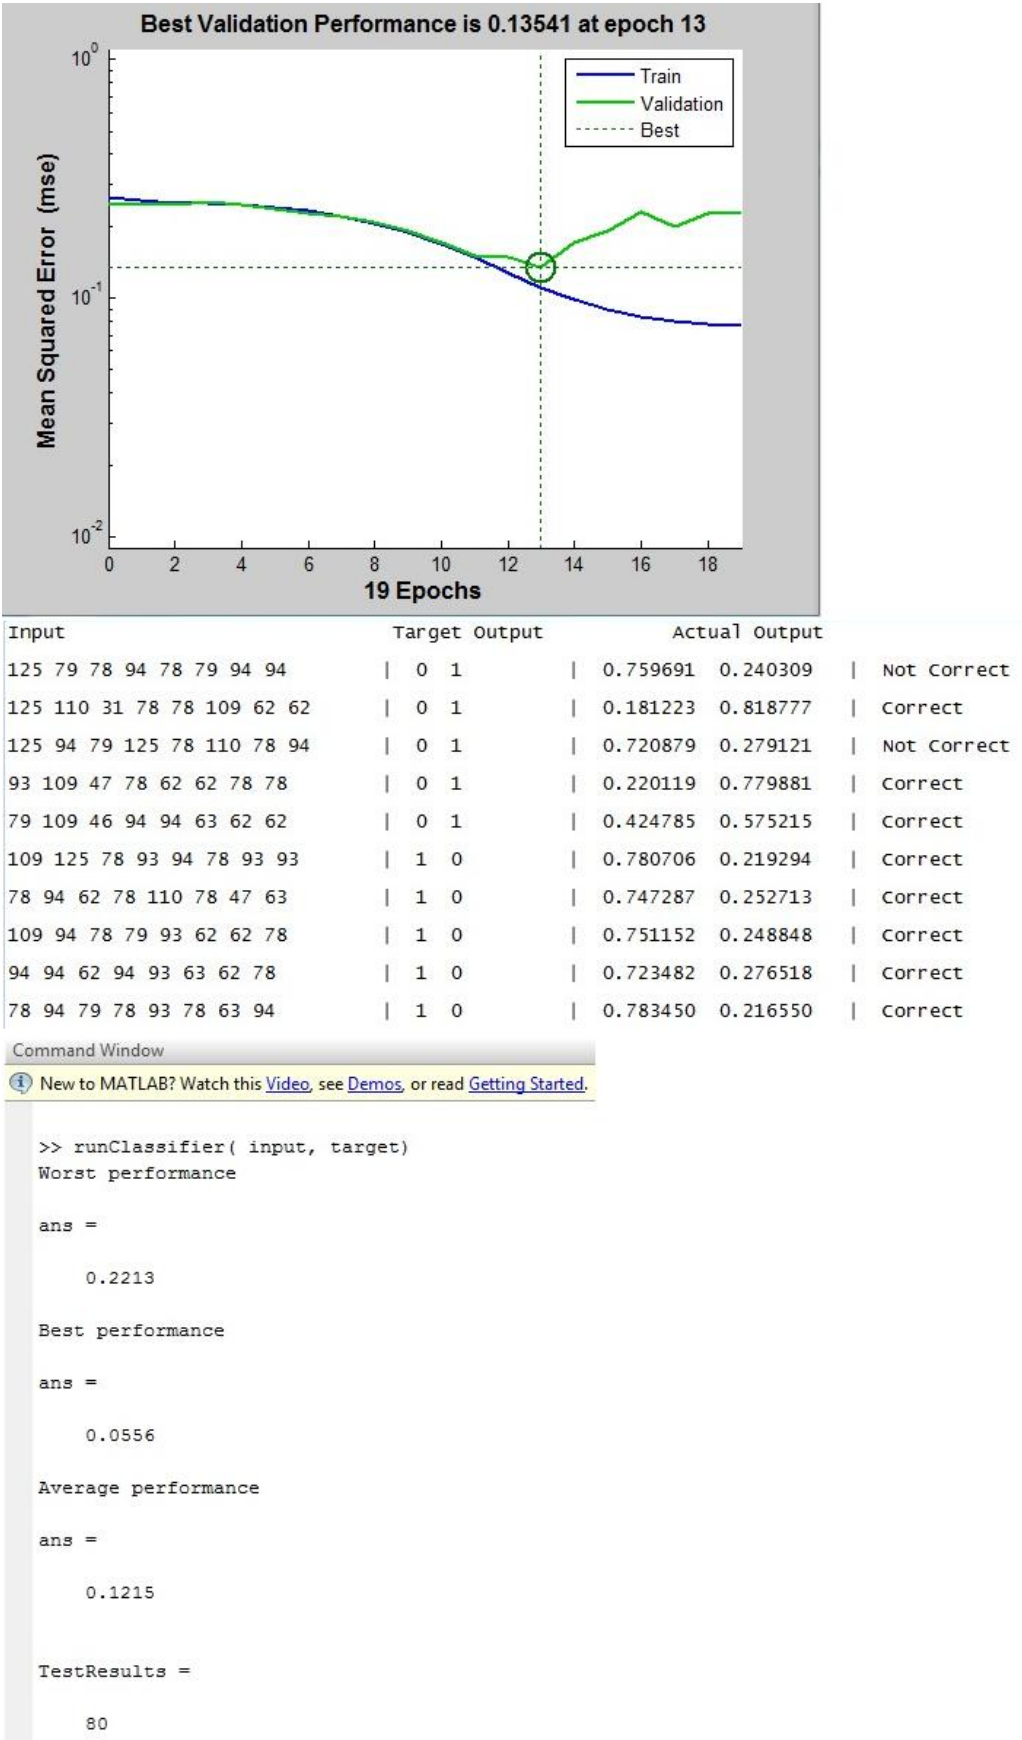 Best Validation Performance is 0.13541 at epoch 13
10^0
Train
Validation
Best
Mean Squared Error (mse)
10^-1
10^-2
0 2 4 6 8 10 12 14 16 18
19 Epochs
Input Target Output Actual Output
125 79 78 94 78 79 94 94 | 0 1 | 0.759691 0.240309 | Not Correct
125 110 31 78 78 109 62 62 | 0 1 | 0.181223 0.818777 | Correct
125 94 79 125 78 110 78 94 | 0 1 | 0.720879 0.279121 | Not Correct
93 109 47 78 62 62 78 78 | 0 1 | 0.220119 0.779881 | Correct
79 109 46 94 94 63 62 62 | 0 1 | 0.424785 0.575215 | Correct
109 125 78 93 94 78 93 93 | 1 0 | 0.780706 0.219294 | Correct
78 94 62 78 110 78 47 63 | 1 0 | 0.747287 0.252713 | Correct
109 94 78 79 93 62 62 78 | 1 0 | 0.751152 0.248848 | Correct
94 94 62 94 93 63 62 78 | 1 0 | 0.723482 0.276518 | Correct
78 94 79 78 93 78 63 94 | 1 0 | 0.783450 0.216550 | Correct
Command Window
New to MATLAB? Watch this Video, see Demos, or read Getting Started.
>> runClassifier( input, target)
Worst performance
ans =
0.2213
Best performance
ans =
0.0556
Average performance
ans =
0.1215
TestResults =
80